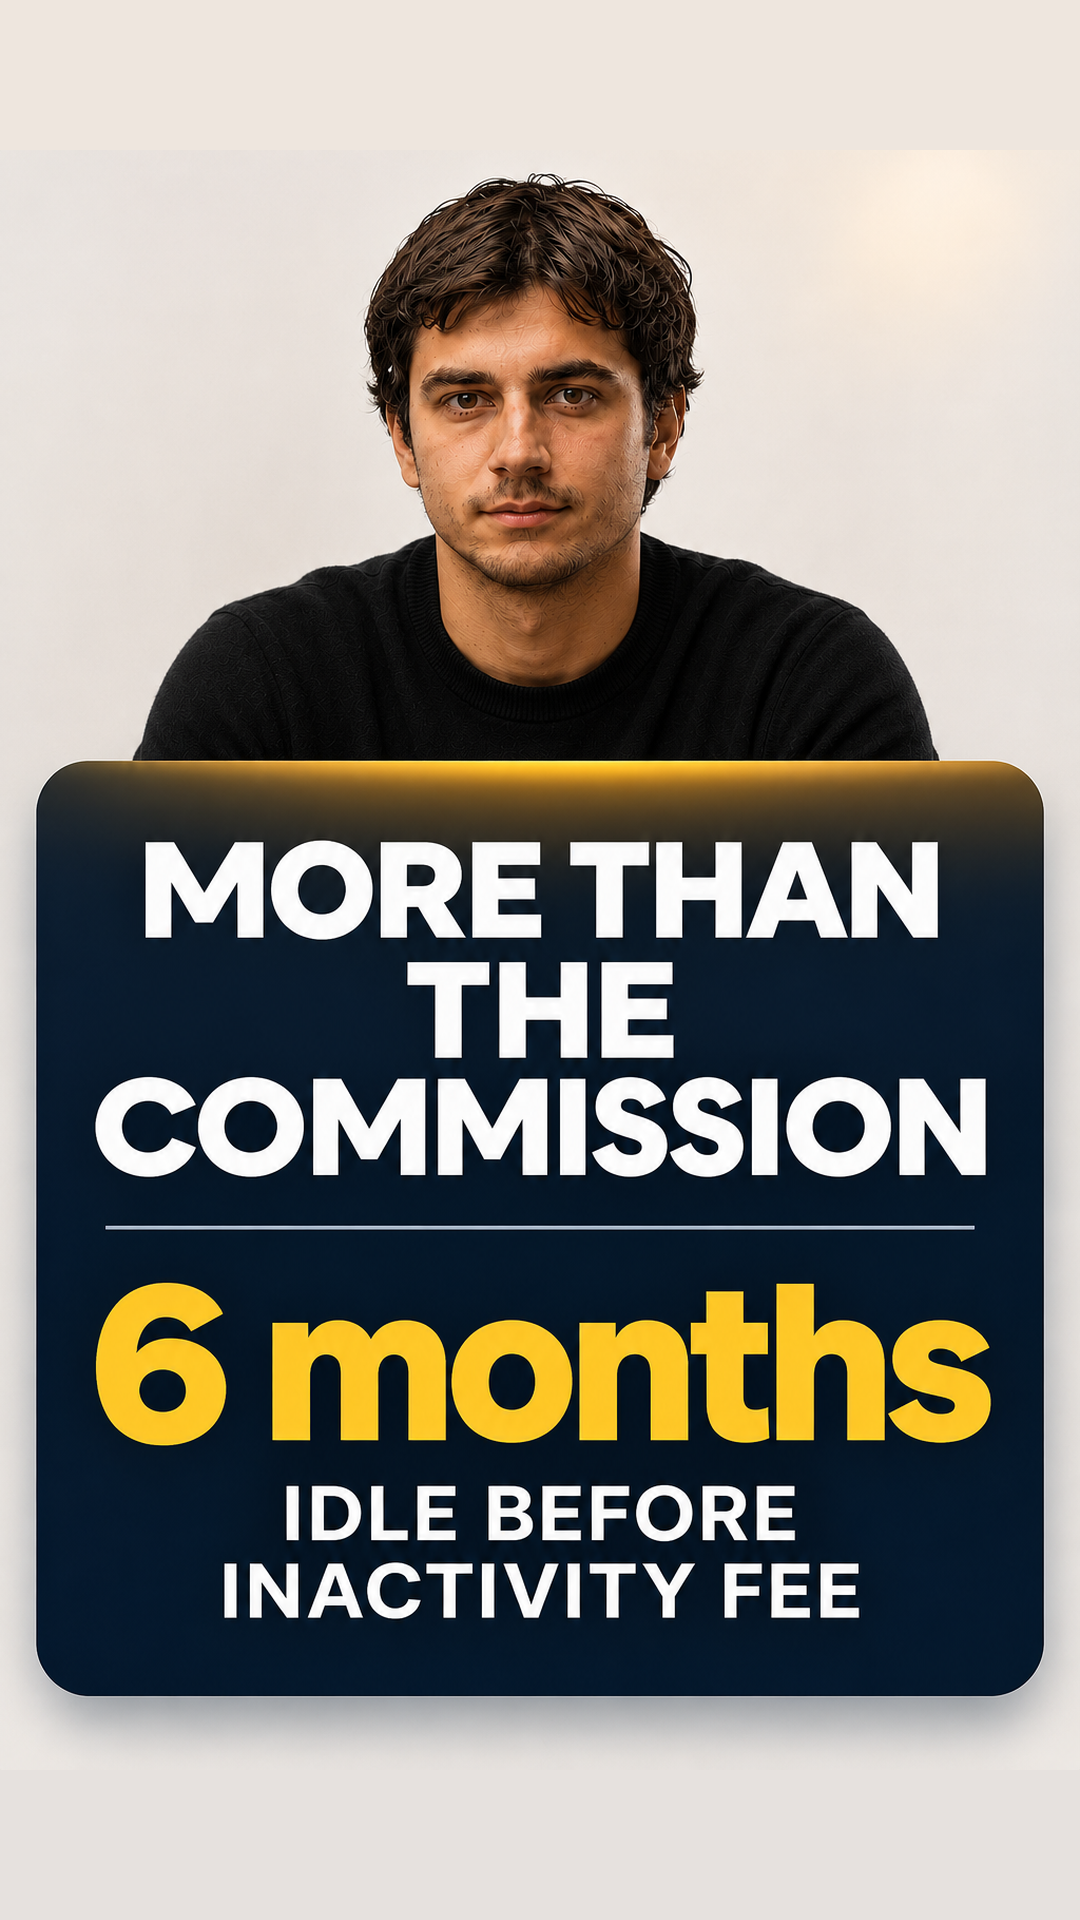 MORE THAN
THE
COMMISSION
6 months
IDLE BEFORE
INACTIVITY FEE